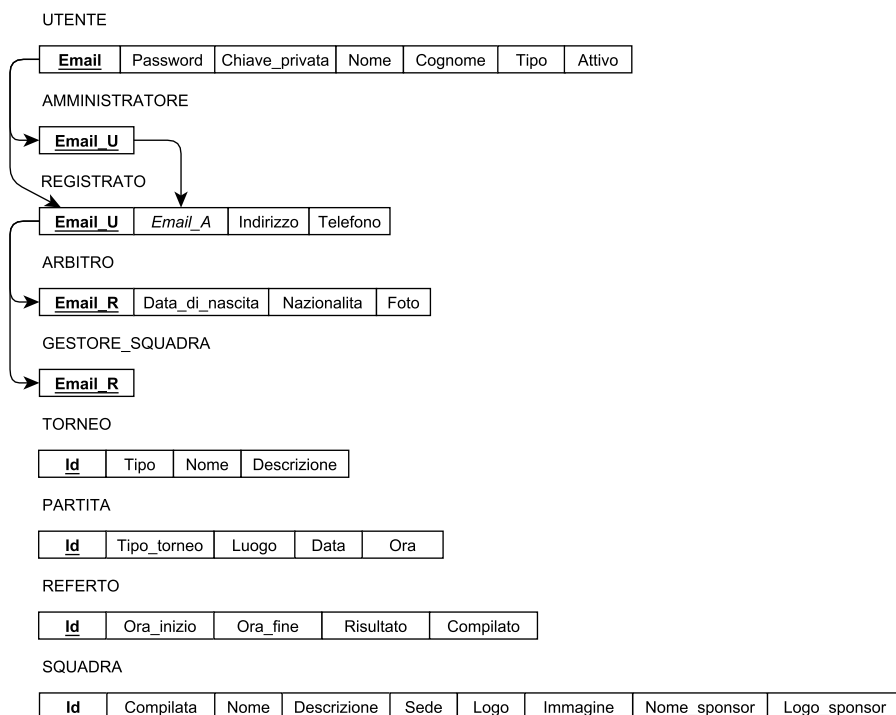 UTENTE
Email Password Chiave_privata Nome Cognome Tipo Attivo
AMMINISTRATORE
Email_U
REGISTRATO
Email_U Email_A Indirizzo Telefono
ARBITRO
Email_R Data_di_nascita Nazionalita Foto
GESTORE_SQUADRA
Email_R
TORNEO
Id Tipo Nome Descrizione
PARTITA
Id Tipo_torneo Luogo Data Ora
REFERTO
Id Ora_inizio Ora_fine Risultato Compilato
SQUADRA
Id Compilata Nome Descrizione Sede Logo Immagine Nome_sponsor Logo_sponsor